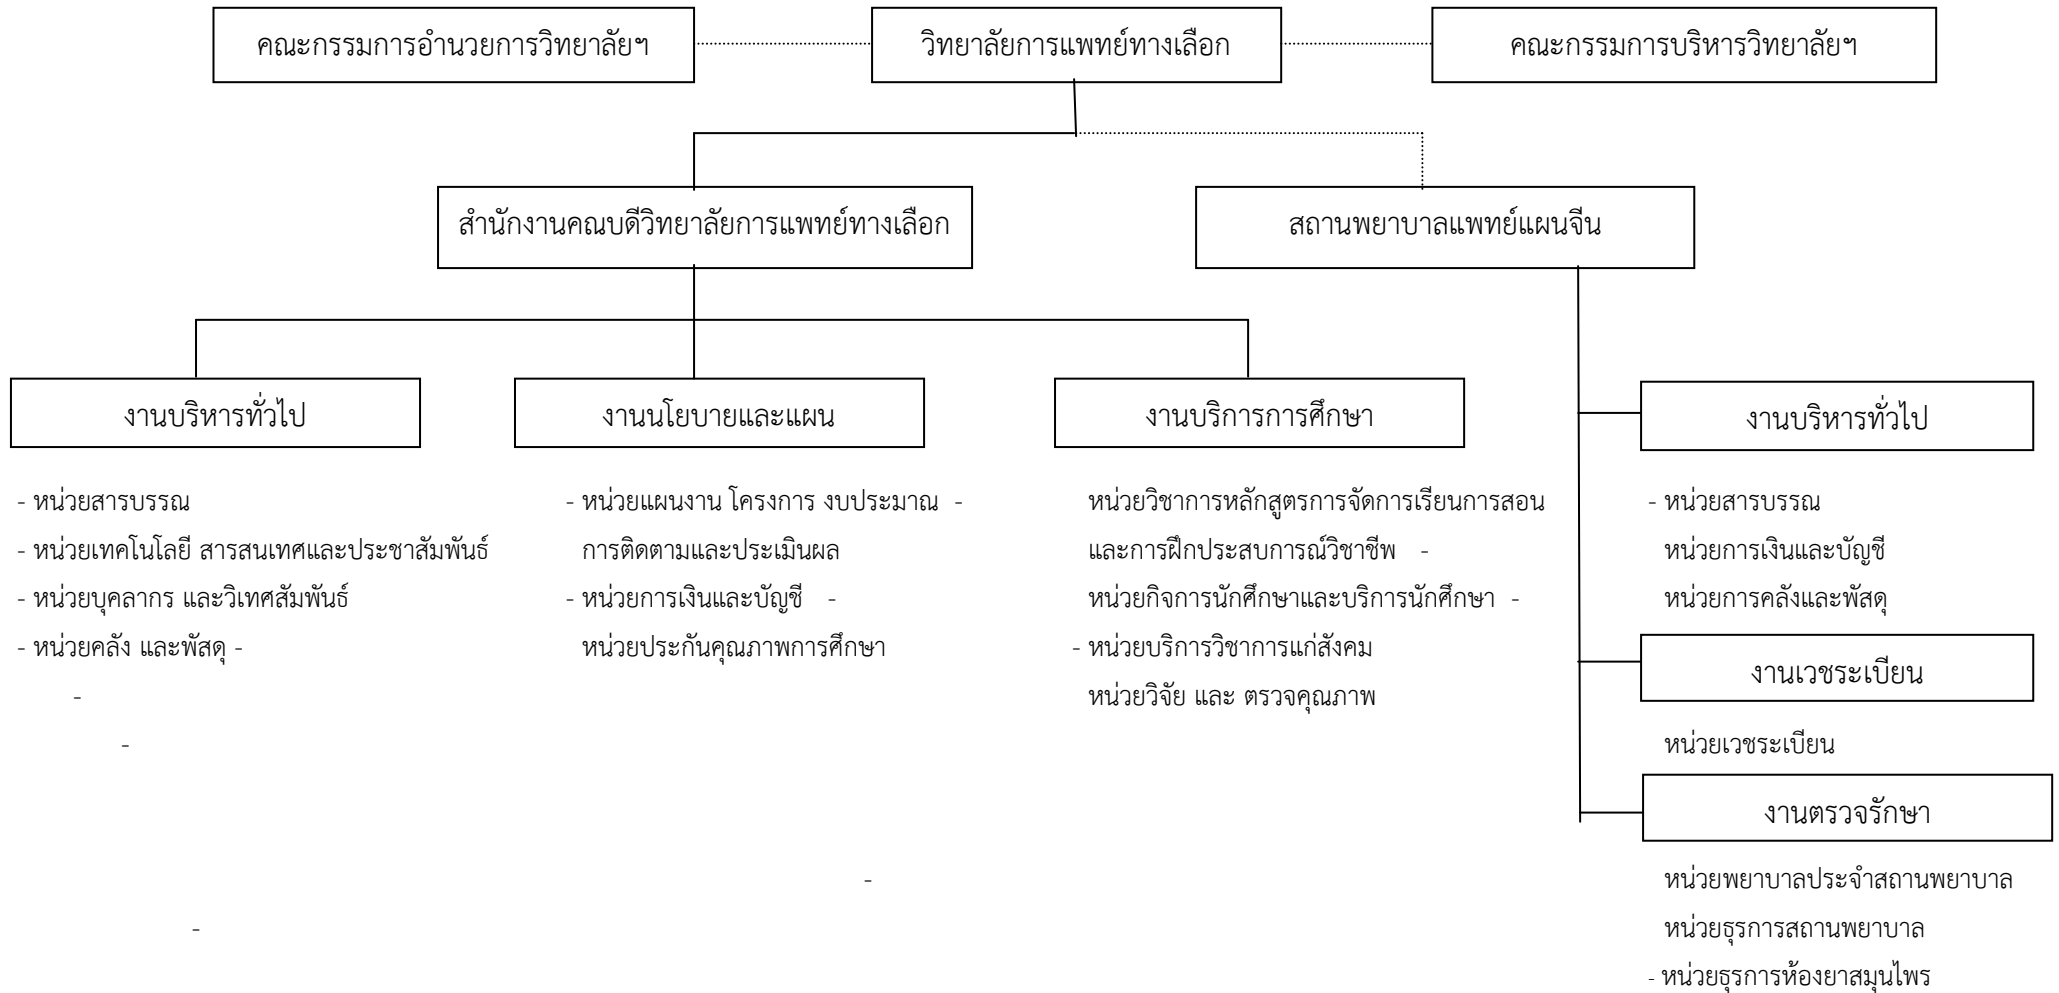 คณะกรรมการอำนวยการวิทยาลัยฯ
วิทยาลัยการแพทย์ทางเลือก
คณะกรรมการบริหารวิทยาลัยฯ
สำนักงานคณบดีวิทยาลัยการแพทย์ทางเลือก
สถานพยาบาลแพทย์แผนจีน
งานบริหารทั่วไป
- หน่วยสารบรรณ
- หน่วยเทคโนโลยี สารสนเทศและประชาสัมพันธ์
- หน่วยบุคลากร และวิเทศสัมพันธ์
- หน่วยคลัง และพัสดุ -
-
-
-
งานนโยบายและแผน
- หน่วยแผนงาน โครงการ งบประมาณ -
การติดตามและประเมินผล
- หน่วยการเงินและบัญชี -
หน่วยประกันคุณภาพการศึกษา
-
งานบริการการศึกษา
หน่วยวิชาการหลักสูตรการจัดการเรียนการสอน
และการฝึกประสบการณ์วิชาชีพ -
หน่วยกิจการนักศึกษาและบริการนักศึกษา -
- หน่วยบริการวิชาการแก่สังคม
หน่วยวิจัย และ ตรวจคุณภาพ
งานบริหารทั่วไป
- หน่วยสารบรรณ
หน่วยการเงินและบัญชี
หน่วยการคลังและพัสดุ
งานเวชระเบียน
หน่วยเวชระเบียน
งานตรวจรักษา
หน่วยพยาบาลประจำสถานพยาบาล
หน่วยธุรการสถานพยาบาล
- หน่วยธุรการห้องยาสมุนไพร